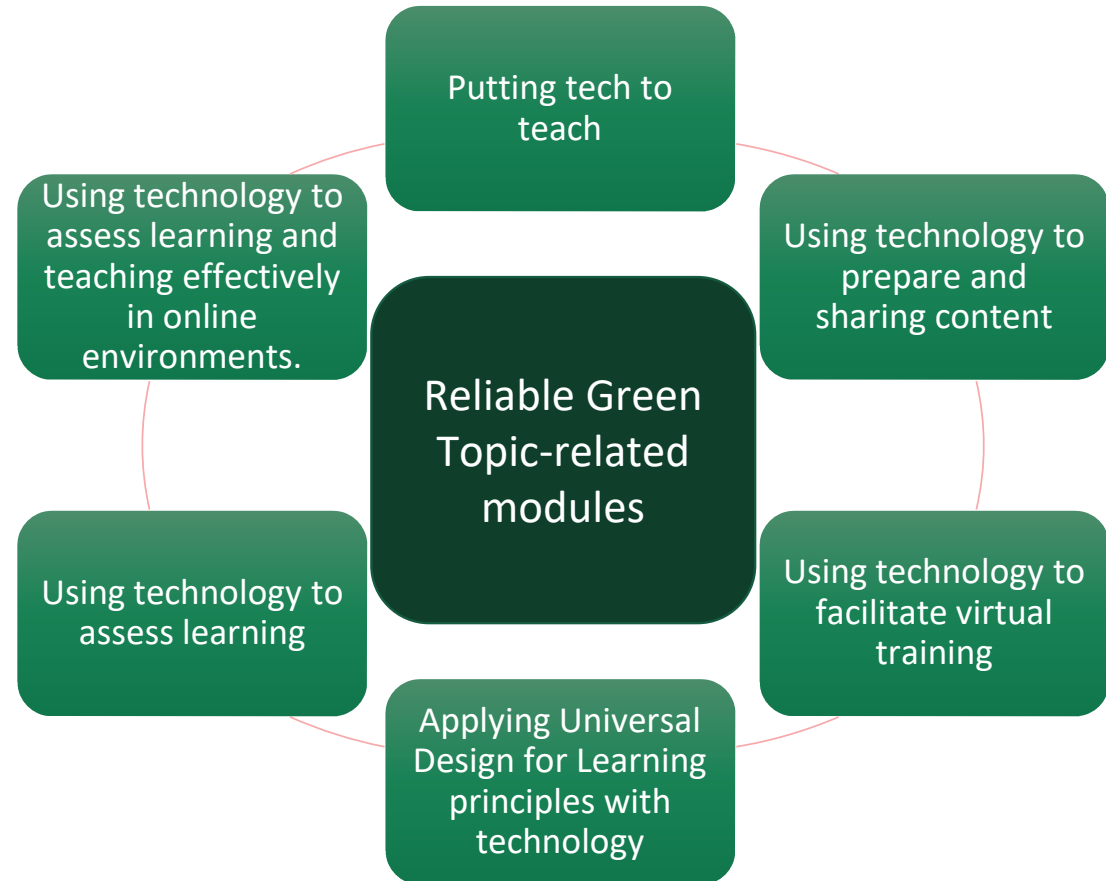 Putting tech to
teach
Using technology to
prepare and
sharing content
Using technology to
facilitate virtual
training
Applying Universal
Design for Learning
principles with
technology
Using technology to
assess learning
Using technology to
assess learning and
teaching effectively
in online
environments.
Reliable Green
Topic-related
modules